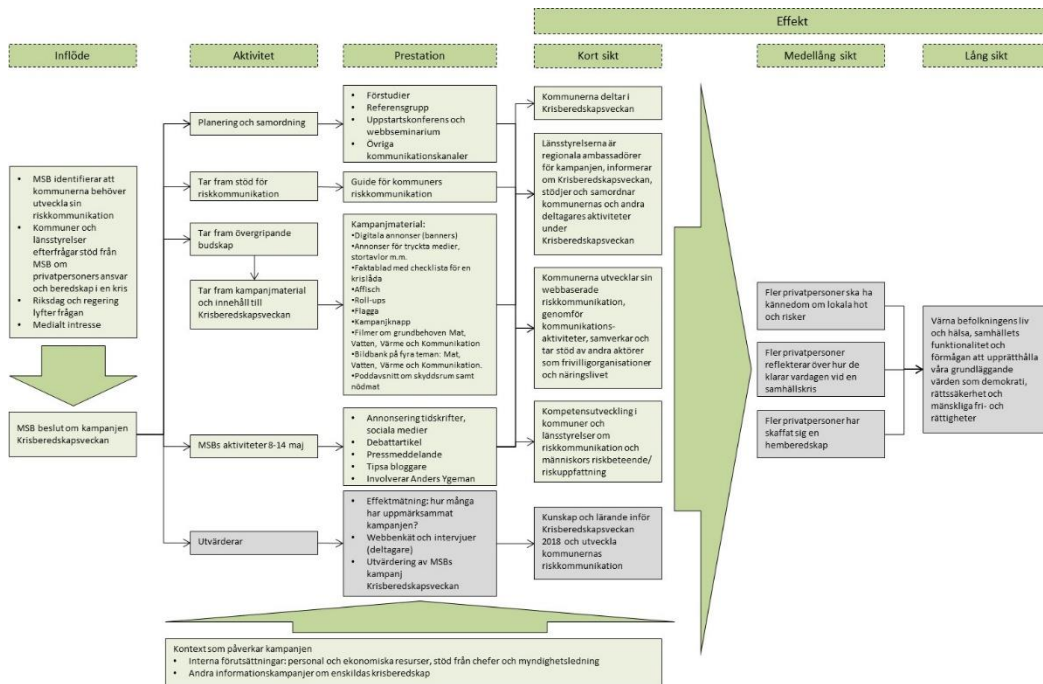 Effekt
Inflöde
Aktivitet
Prestation
Kort sikt
Medellång sikt
Lång sikt
• MSB identifierar att
kommunerna behöver
utveckla sin
riskkommunikation
• Kommuner och
länsstyrelser
efterfrågar stöd från
MSB om
privatpersoners ansvar
och beredskap i en kris
• Riksdag och regering
lyfter frågan
• Medialt intresse
MSB beslut om kampanjen
Krisberedskapsveckan
Planering och samordning
Tar fram stöd för
riskkommunikation
Tar fram övergripande
budskap
Tar fram kampanjmaterial
och innehåll till
Krisberedskapsveckan
MSBs aktiviteter 8-14 maj
Utvärderar
• Förstudier
• Referensgrupp
• Uppstartskonferens och
webbseminarium
• Övriga
kommunikationskanaler
Guide för kommuners
riskkommunikation
Kampanjmaterial:
•Digitala annonser (banners)
•Annonser för tryckta medier,
stortavlor m.m.
•Faktablad med checklista för en
krislåda
•Affisch
•Roll-ups
•Flagga
•Kampanjknapp
•Filmer om grundbehoven Mat,
Vatten, Värme och Kommunikation
•Bildbank på fyra teman: Mat,
Vatten, Värme och Kommunikation.
•Poddavsnitt om skyddsrum samt
nödmat
• Annonsering tidskrifter,
sociala medier
• Debattartikel
• Pressmeddelande
• Tipsa bloggare
• Involverar Anders Ygeman
• Effektmätning: hur många
har uppmärksammat
kampanjen?
• Webbenkät och intervjuer
(deltagare)
• Utvärdering av MSBs
kampanj
Krisberedskapsveckan
Kommunerna deltar i
Krisberedskapsveckan
Länsstyrelserna är
regionala ambassadörer
för kampanjen, informerar
om Krisberedskapsveckan,
stödjer och samordnar
kommunernas och andra
deltagares aktiviteter
under
Krisberedskapsveckan
Kommunerna utvecklar sin
webbaserade
riskkommunikation,
genomför
kommunikations-
aktiviteter, samverkar och
tar stöd av andra aktörer
som frivilligorganisationer
och näringslivet
Kompetensutveckling i
kommuner och
länsstyrelser om
riskkommunikation och
människors riskbeteende/
riskuppfattning
Kunskap och lärande inför
Krisberedskapsveckan
2018 och utveckla
kommunernas
riskkommunikation
Fler privatpersoner ska ha
kännedom om lokala hot
och risker
Fler privatpersoner
reflekterar över hur de
klarar vardagen vid en
samhällskris
Fler privatpersoner har
skaffat sig en
hemberedskap
Värna befolkningens liv
och hälsa, samhällets
funktionalitet och
förmågan att upprätthålla
våra grundläggande
värden som demokrati,
rättssäkerhet och
mänskliga fri- och
rättigheter
Kontext som påverkar kampanjen
• Interna förutsättningar: personal och ekonomiska resurser, stöd från chefer och myndighetsledning
• Andra informationskampanjer om enskildas krisberedskap